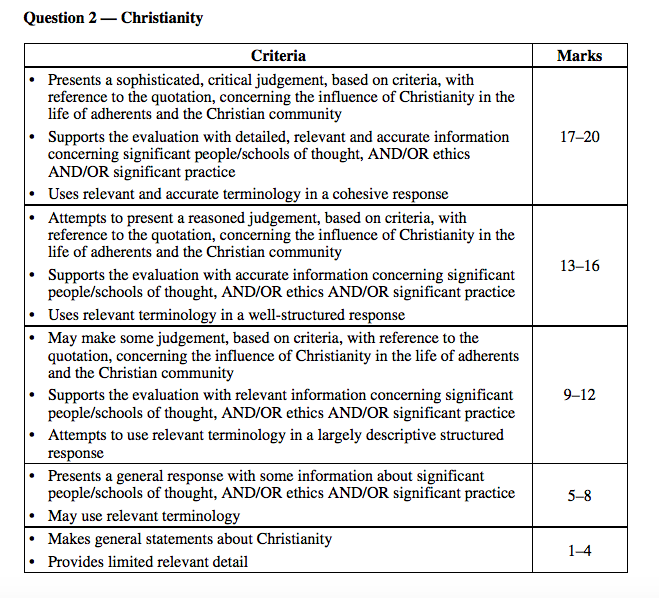 Question 2 — Christianity
Criteria Marks
• Presents a sophisticated, critical judgement, based on criteria, with
reference to the quotation, concerning the influence of Christianity in the
life of adherents and the Christian community
• Supports the evaluation with detailed, relevant and accurate information
concerning significant people/schools of thought, AND/OR ethics
AND/OR significant practice
• Uses relevant and accurate terminology in a cohesive response
17–20
• Attempts to present a reasoned judgement, based on criteria, with
reference to the quotation, concerning the influence of Christianity in the
life of adherents and the Christian community
• Supports the evaluation with accurate information concerning significant
people/schools of thought, AND/OR ethics AND/OR significant practice
• Uses relevant terminology in a well-structured response
13–16
• May make some judgement, based on criteria, with reference to the
quotation, concerning the influence of Christianity in the life of adherents
and the Christian community
• Supports the evaluation with relevant information concerning significant
people/schools of thought, AND/OR ethics AND/OR significant practice
• Attempts to use relevant terminology in a largely descriptive structured
response
9–12
• Presents a general response with some information about significant
people/schools of thought, AND/OR ethics AND/OR significant practice
• May use relevant terminology
5–8
• Makes general statements about Christianity
• Provides limited relevant detail
1–4